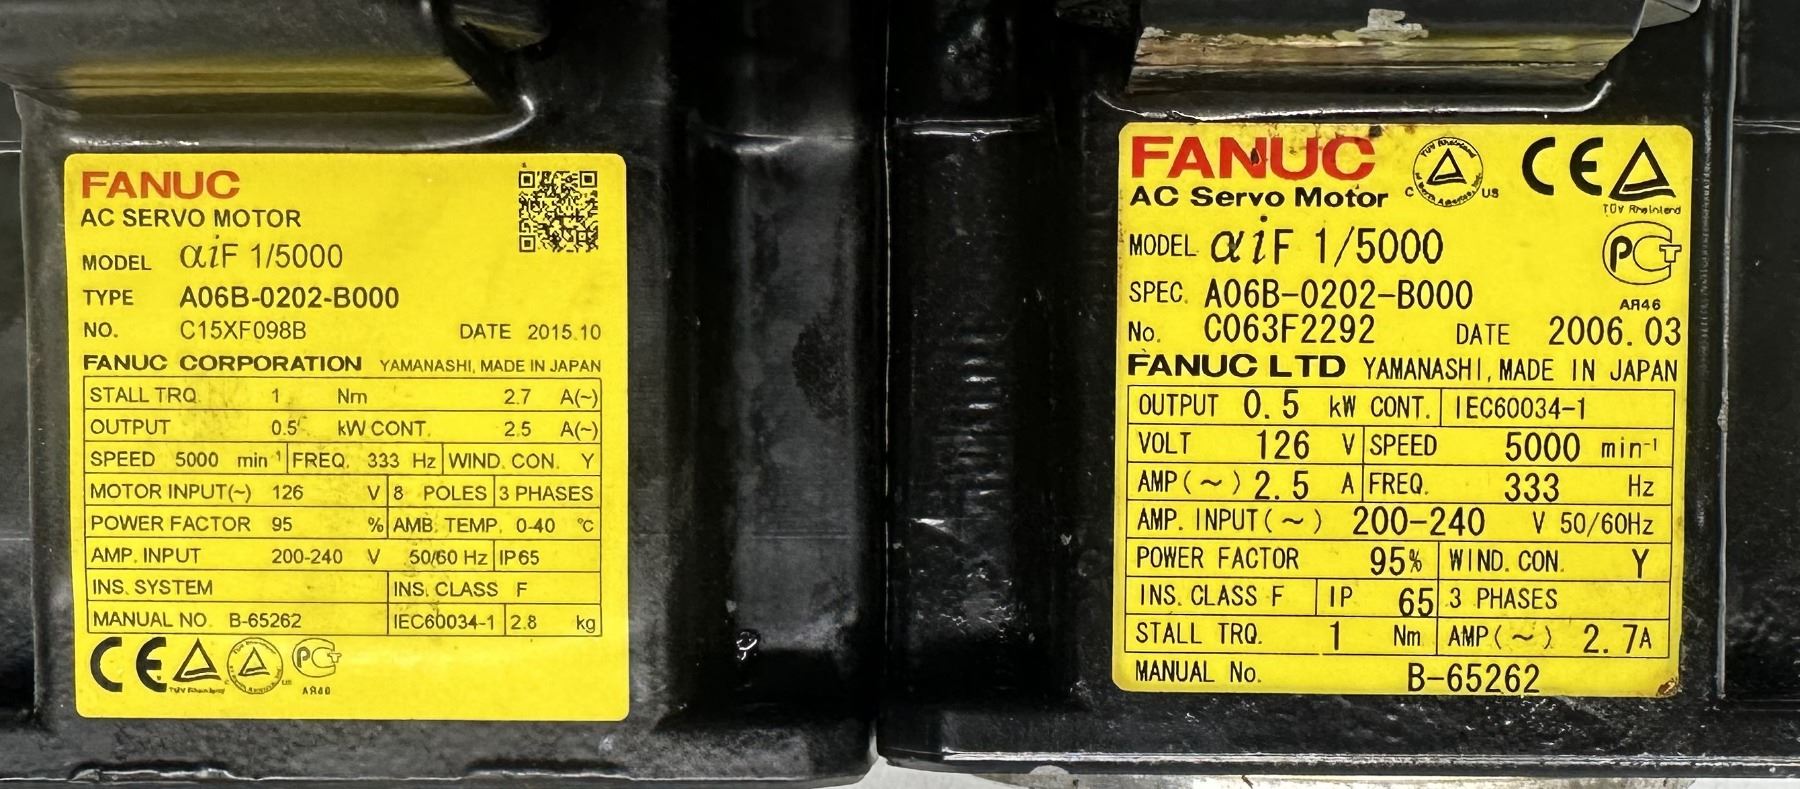 FANUC
AC SERVO MOTOR
MODEL αiF 1/5000
TYPE A06B-0202-B000
NO. C15XF098B DATE 2015.10
FANUC CORPORATION YAMANASHI, MADE IN JAPAN
STALL TRQ. 1 Nm 2.7 A(~)
OUTPUT 0.5 kW CONT. 2.5 A(~)
SPEED 5000 min⁻¹ FREQ. 333 Hz WIND. CON. Y
MOTOR INPUT(~) 126 V 8 POLES 3 PHASES
POWER FACTOR 95 % AMB. TEMP. 0-40 ℃
AMP. INPUT 200-240 V 50/60 Hz IP65
INS. SYSTEM INS. CLASS F
MANUAL NO. B-65262 IEC60034-1 2.8 kg
CE
FANUC
AC Servo Motor
C US
CE
TÜV Rheinland
MODEL αiF 1/5000
PCT
SPEC. A06B-0202-B000
No. C063F2292 DATE 2006.03
FANUC LTD YAMANASHI, MADE IN JAPAN
OUTPUT 0.5 kW CONT. IEC60034-1
VOLT 126 V SPEED 5000 min⁻¹
AMP(~) 2.5 A FREQ. 333 Hz
AMP. INPUT(~) 200-240 V 50/60Hz
POWER FACTOR 95% WIND. CON. Y
INS. CLASS F IP 65 3 PHASES
STALL TRQ. 1 Nm AMP(~) 2.7A
MANUAL No. B-65262